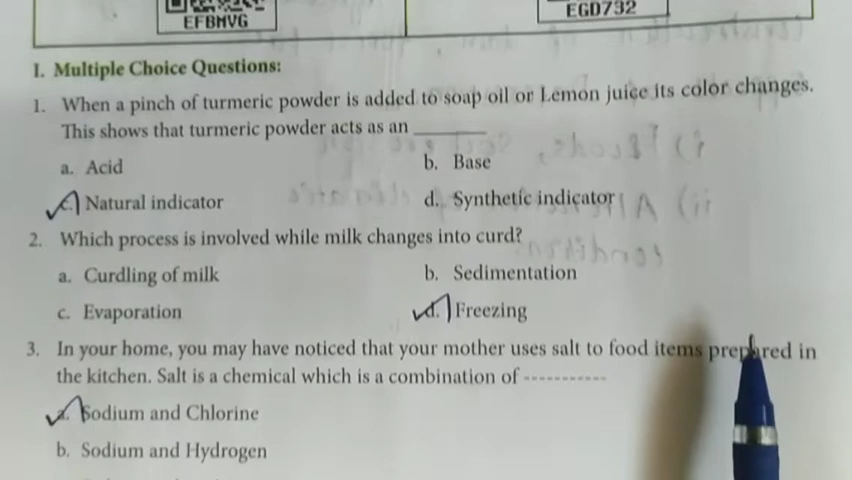 EFBMVG
EGD732
I. Multiple Choice Questions:
1. When a pinch of turmeric powder is added to soap oil or Lemon juice its color changes.
This shows that turmeric powder acts as an ________
a. Acid
b. Base
c. Natural indicator
d. Synthetic indicator
2. Which process is involved while milk changes into curd?
a. Curdling of milk
b. Sedimentation
c. Evaporation
d. Freezing
3. In your home, you may have noticed that your mother uses salt to food items prepared in
the kitchen. Salt is a chemical which is a combination of -----------
a. Sodium and Chlorine
b. Sodium and Hydrogen